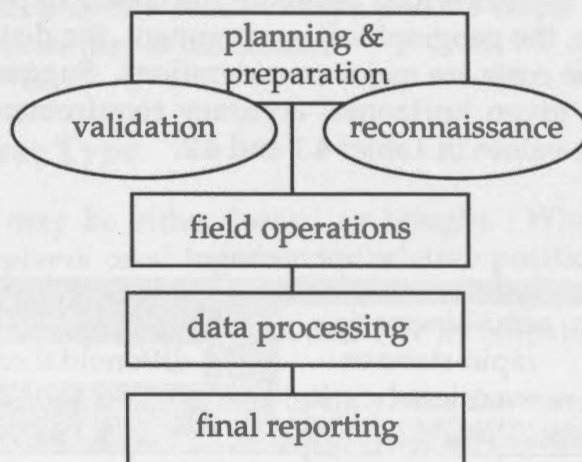 planning &
preparation
validation
reconnaissance
field operations
data processing
final reporting